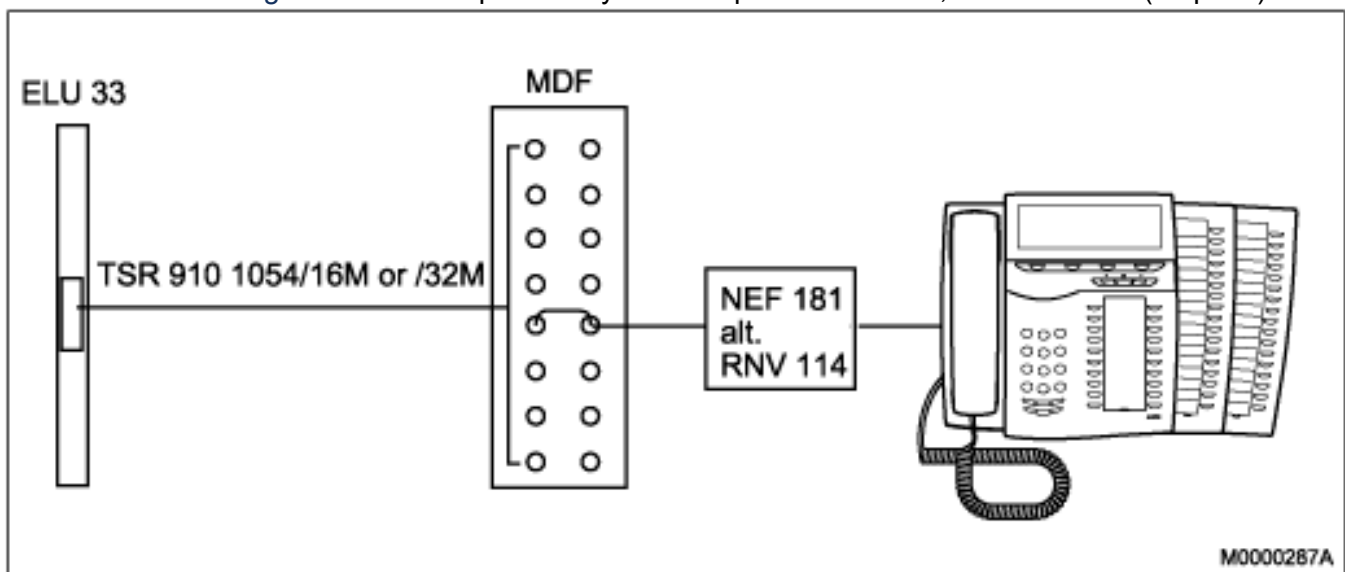 ELU 33
MDF
TSR 910 1054/16M or /32M
NEF 181
alt.
RNV 114
M0000287A